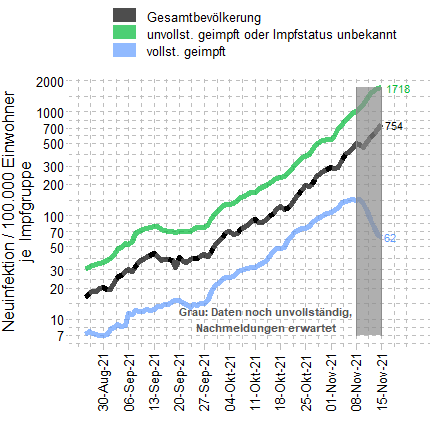 Gesamtbevölkerung
unvollst. geimpft oder Impfstatus unbekannt
vollst. geimpft
Neuinfektion / 100.000 Einwohner
je Impfgruppe
2000
1000
700
500
300
200
100
70
50
30
20
10
7
1718
754
62
Grau: Daten noch unvollständig,
Nachmeldungen erwartet
30-Aug-21
06-Sep-21
13-Sep-21
20-Sep-21
27-Sep-21
04-Okt-21
11-Okt-21
18-Okt-21
25-Okt-21
01-Nov-21
08-Nov-21
15-Nov-21